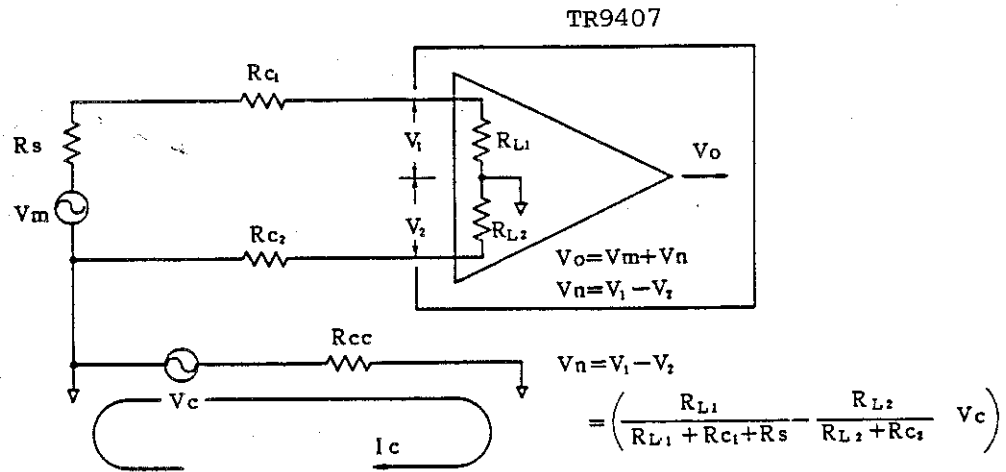 TR9407
Rc₁
Rs
V₁
R_L1
Vo
Vm
V₂
Rc₂
R_L2
Vo=Vm+Vn
Vn=V₁−V₂
Rcc
Vc
Ic
Vn=V₁−V₂
=(R_L1/(R_L1+Rc₁+Rs) − R_L2/(R_L2+Rc₂) Vc)